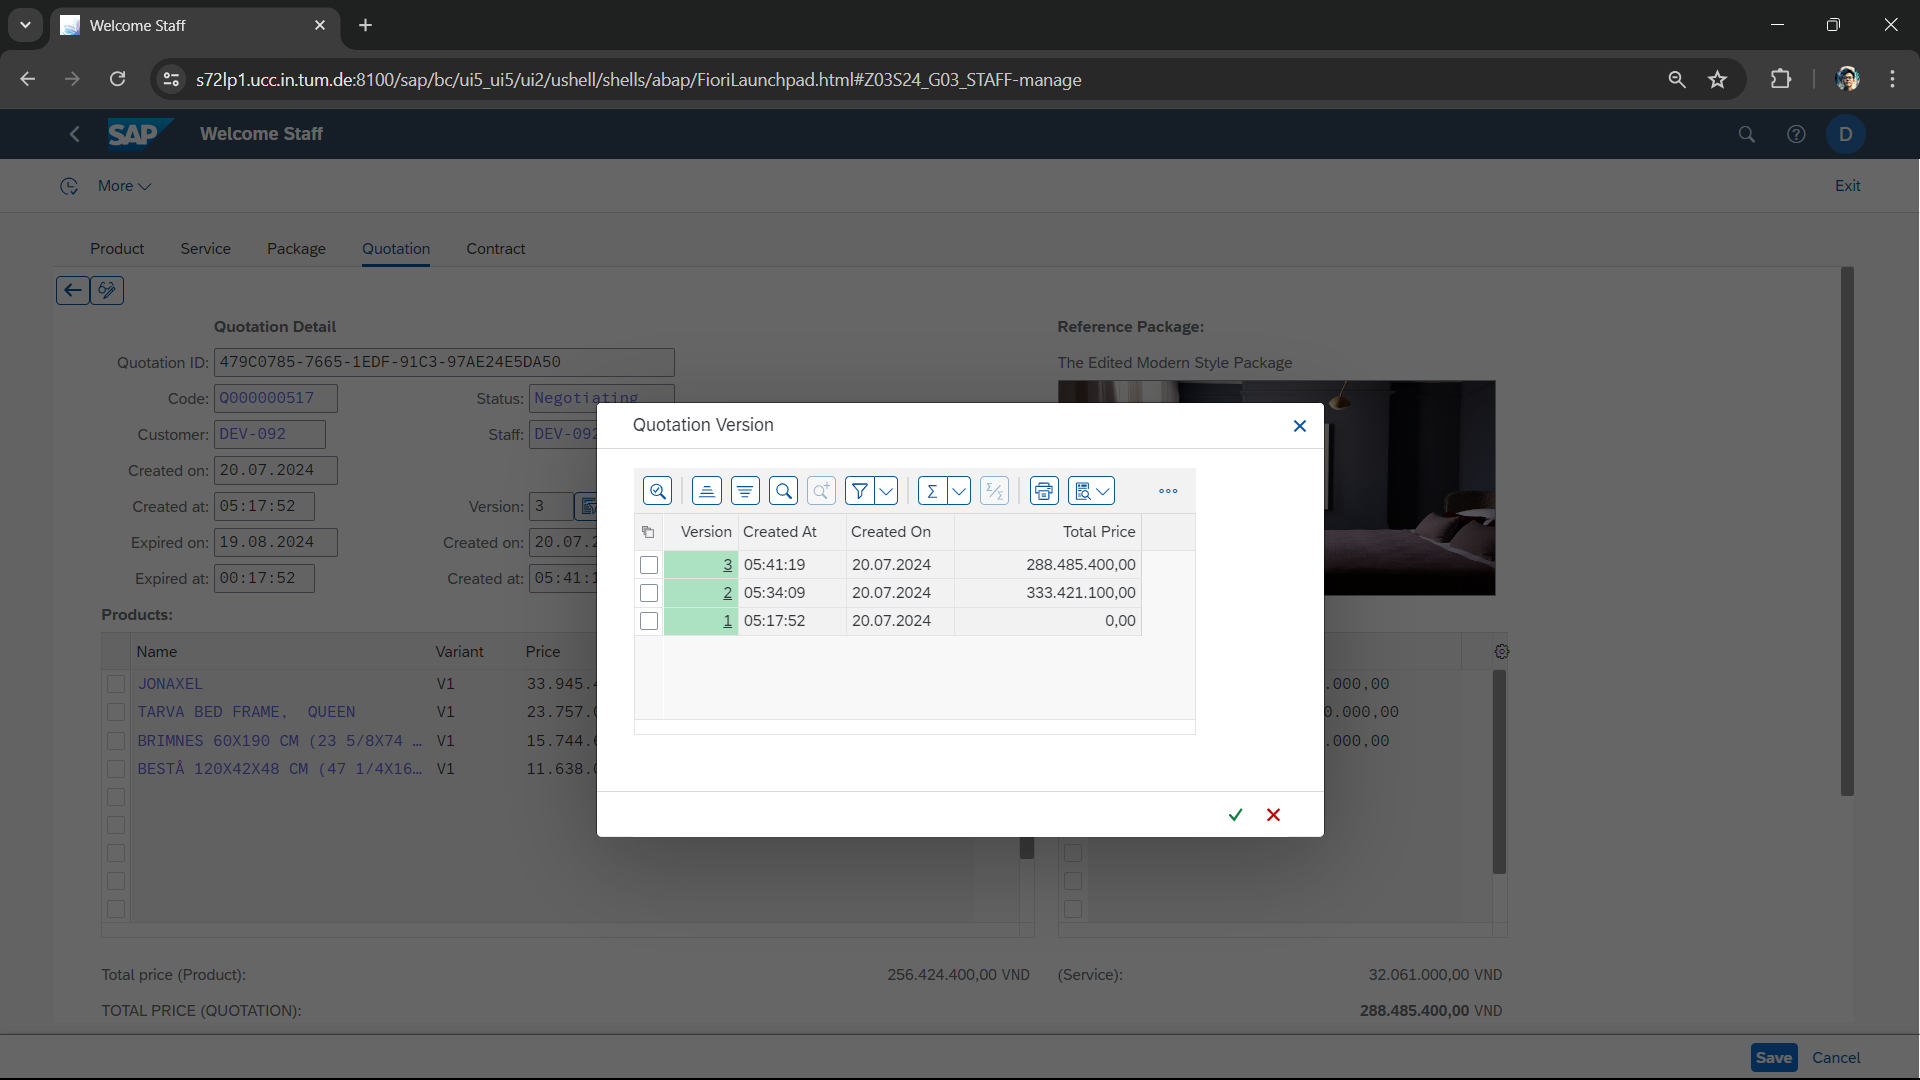 Welcome Staff
s72lp1.ucc.in.tum.de:8100/sap/bc/ui5_ui5/ui2/ushell/shells/abap/FioriLaunchpad.html#Z03S24_G03_STAFF-manage
SAP Welcome Staff D
More Exit
Product Service Package Quotation Contract
Quotation Detail
Reference Package:
Quotation ID: 479C0785-7665-1EDF-91C3-97AE24E5DA50
The Edited Modern Style Package
Code: Q000000517 Status: Negotiating
Customer: DEV-092 Staff: DEV-092
Created on: 20.07.2024
Created at: 05:17:52 Version: 3
Expired on: 19.08.2024 Created on: 20.07.2
Expired at: 00:17:52 Created at: 05:41:1
Quotation Version
Version Created At Created On Total Price
3 05:41:19 20.07.2024 288.485.400,00
2 05:34:09 20.07.2024 333.421.100,00
1 05:17:52 20.07.2024 0,00
Products:
Name Variant Price
JONAXEL V1 33.945. .000,00
TARVA BED FRAME, QUEEN V1 23.757. .000,00
BRIMNES 60X190 CM (23 5/8X74 … V1 15.744. .000,00
BESTÅ 120X42X48 CM (47 1/4X16… V1 11.638.
Total price (Product): 256.424.400,00 VND (Service): 32.061.000,00 VND
TOTAL PRICE (QUOTATION): 288.485.400,00 VND
Save Cancel